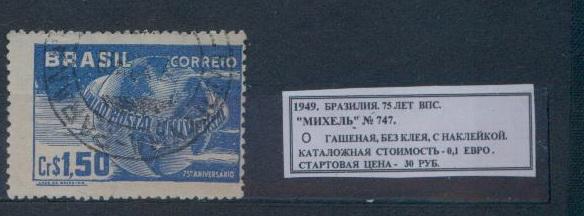 BRASIL CORREIO
UNIÃO POSTAL UNIVERSAL
Cr$1,50
75º ANIVERSÁRIO
1949. БРАЗИЛИЯ. 75 ЛЕТ ВПС.
"МИХЕЛЬ" № 747.
О ГАШЕНАЯ, БЕЗ КЛЕЯ, С НАКЛЕЙКОЙ.
КАТАЛОЖНАЯ СТОИМОСТЬ - 0,1 ЕВРО.
СТАРТОВАЯ ЦЕНА - 30 РУБ.